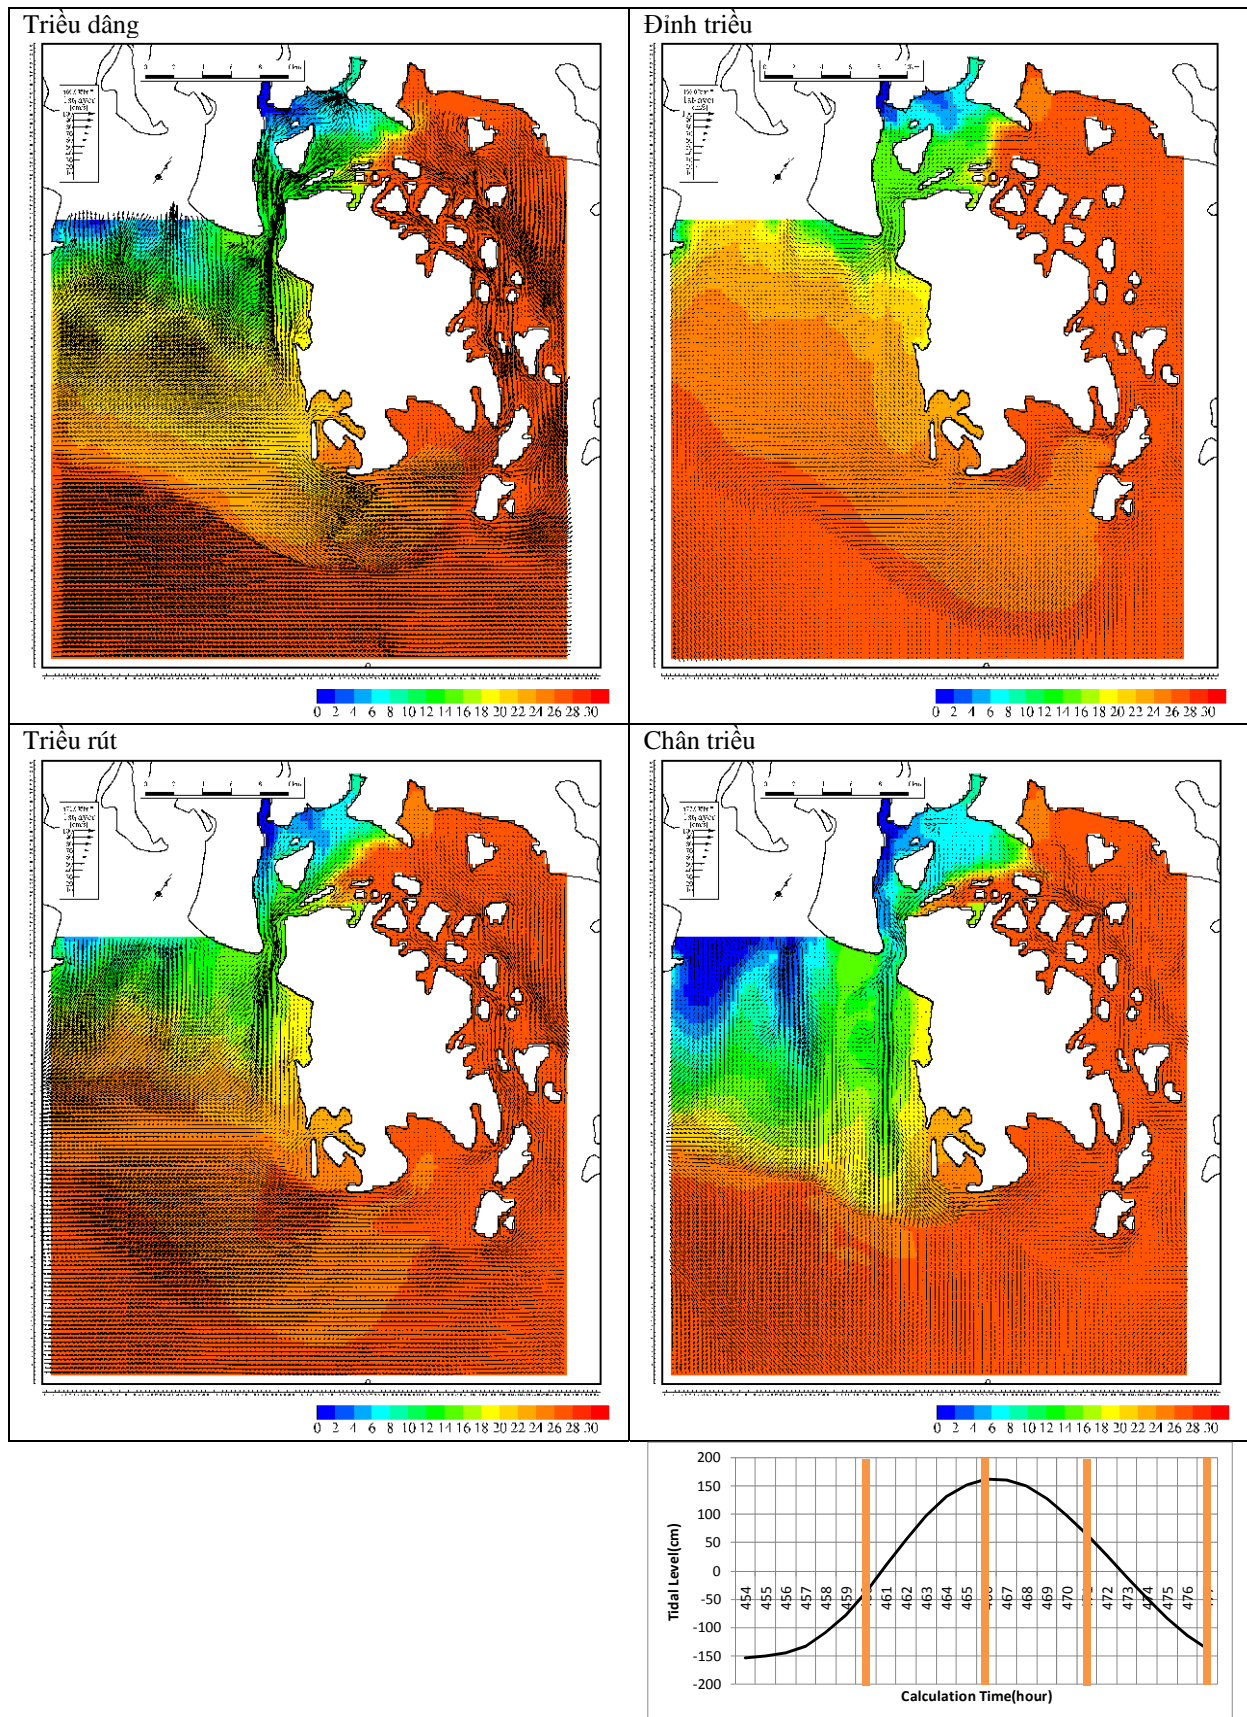 Triều dâng
Đỉnh triều
0 2 4 6 8 10 12 14 16 18 20 22 24 26 28 30
0 2 4 6 8 10 12 14 16 18 20 22 24 26 28 30
Triều rút
Chân triều
0 2 4 6 8 10 12 14 16 18 20 22 24 26 28 30
0 2 4 6 8 10 12 14 16 18 20 22 24 26 28 30
200
150
100
50
0
-50
-100
-150
-200
Tidal Level(cm)
454 455 456 457 458 459 461 462 463 464 465 467 468 469 470 472 473 474 475 476
Calculation Time(hour)